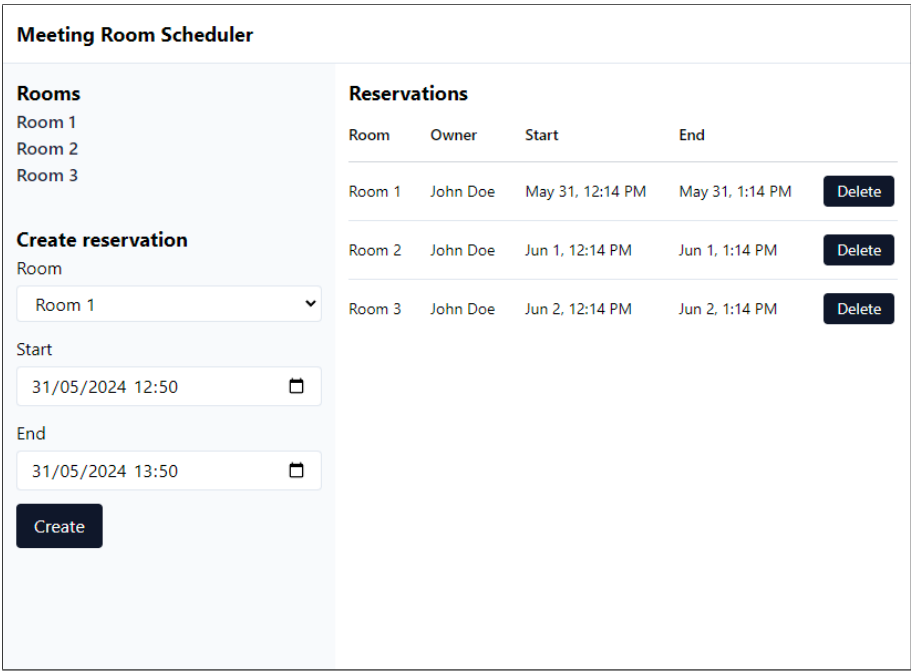 Meeting Room Scheduler
Rooms
Room 1
Room 2
Room 3
Create reservation
Room
Room 1
Start
31/05/2024 12:50
End
31/05/2024 13:50
Create
Reservations
Room Owner Start End
Room 1 John Doe May 31, 12:14 PM May 31, 1:14 PM Delete
Room 2 John Doe Jun 1, 12:14 PM Jun 1, 1:14 PM Delete
Room 3 John Doe Jun 2, 12:14 PM Jun 2, 1:14 PM Delete